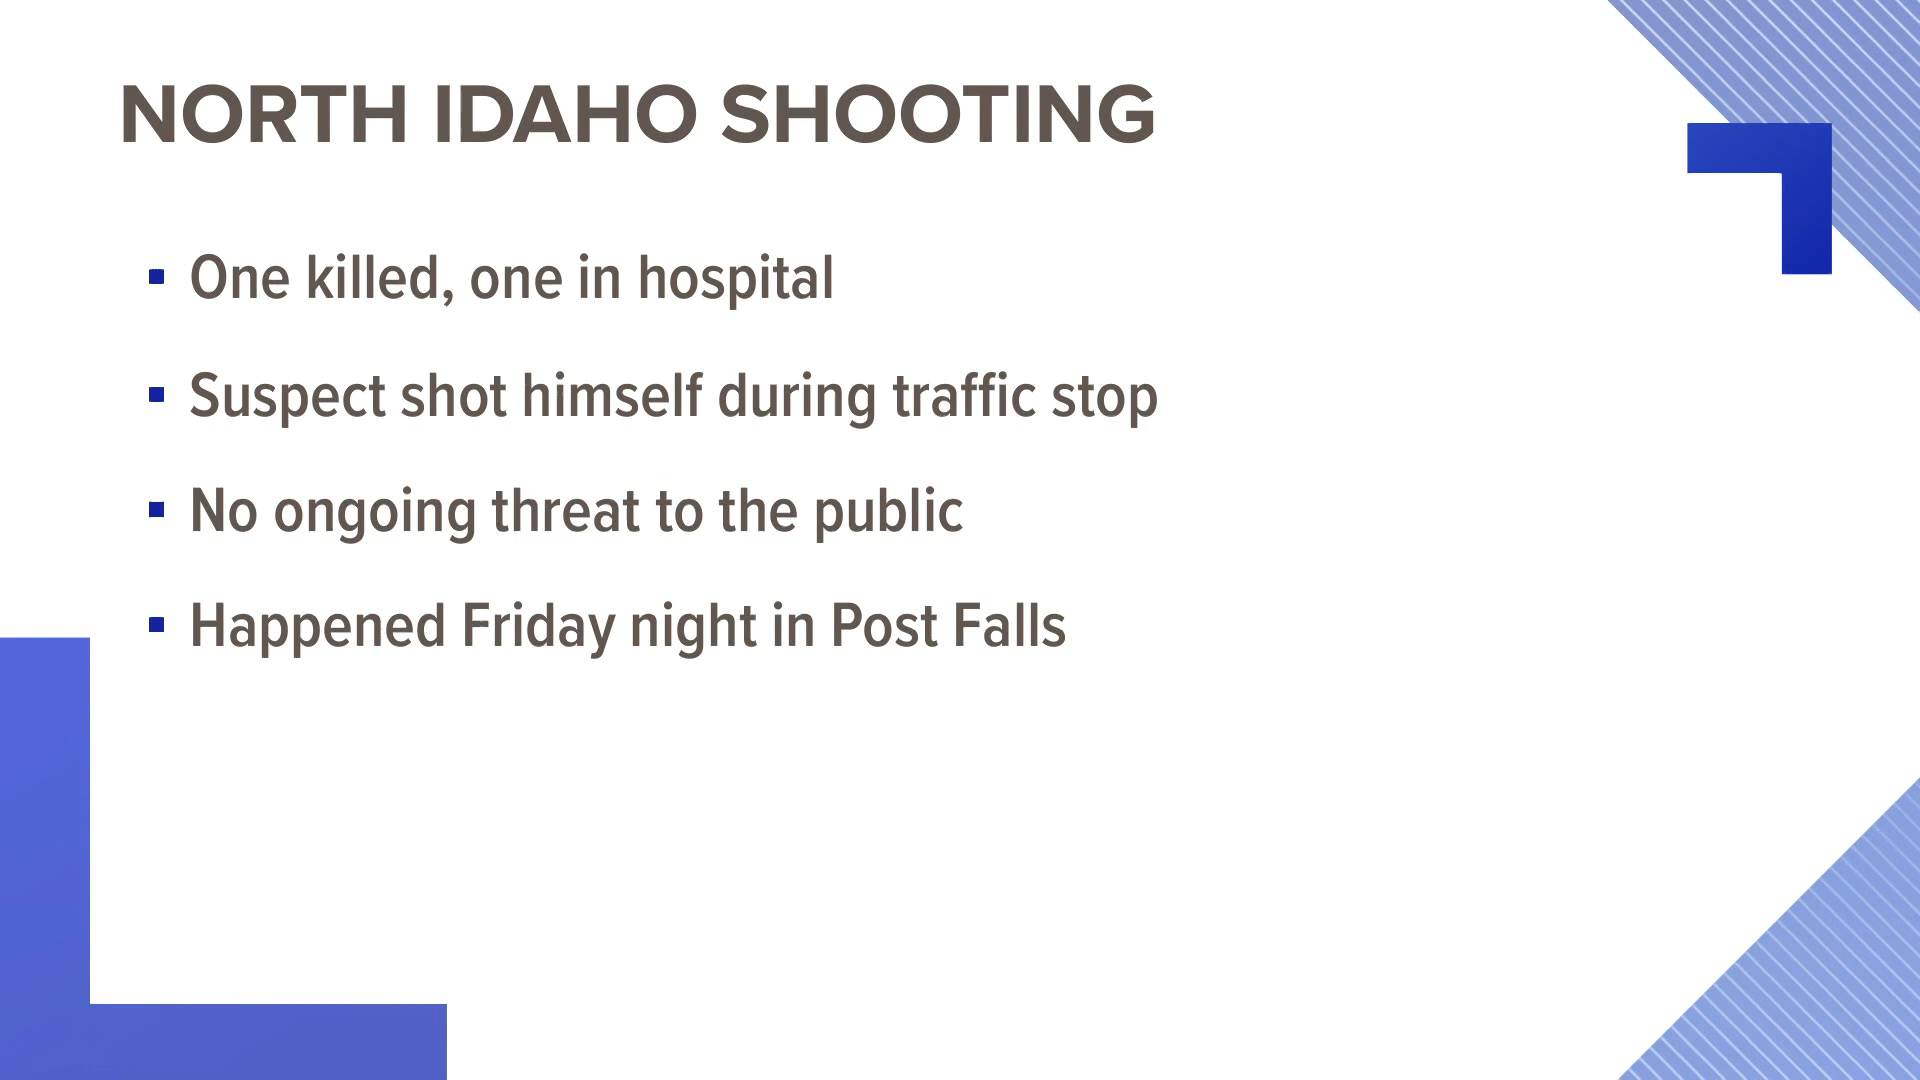 NORTH IDAHO SHOOTING
▪ One killed, one in hospital
▪ Suspect shot himself during traffic stop
▪ No ongoing threat to the public
▪ Happened Friday night in Post Falls